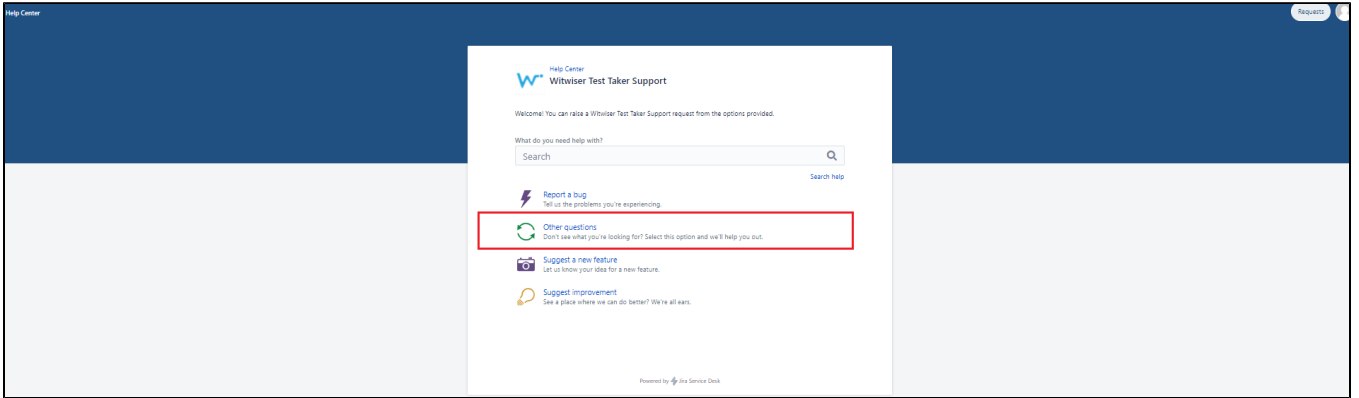 Help Center
Requests
Help Center
Witwiser Test Taker Support
Welcome! You can raise a Witwiser Test Taker Support request from the options provided.
What do you need help with?
Search
Search help
Report a bug
Tell us the problems you're experiencing.
Other questions
Don't see what you're looking for? Select this option and we'll help you out.
Suggest a new feature
Let us know your idea for a new feature.
Suggest improvement
See a place where we can do better? We're all ears.
Powered by Jira Service Desk